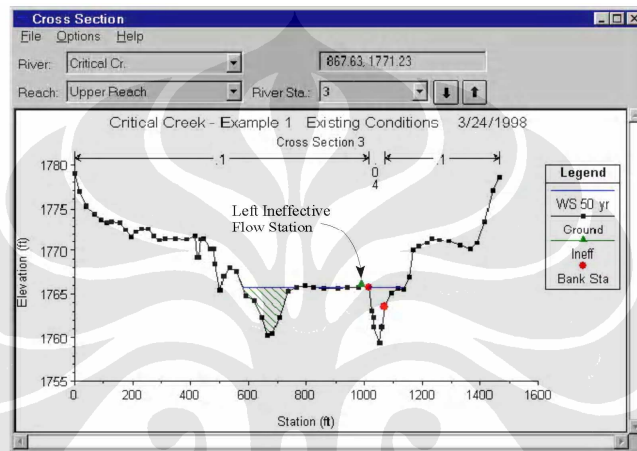 Cross Section
File Options Help
River: Critical Cr. 867.63, 1771.23
Reach: Upper Reach River Sta.: 3
Critical Creek - Example 1 Existing Conditions 3/24/1998
Cross Section 3
.1 .04 .1
Legend
WS 50 yr
Ground
Ineff
Bank Sta
Left Ineffective
Flow Station
Elevation (ft)
1780
1775
1770
1765
1760
1755
0 200 400 600 800 1000 1200 1400 1600
Station (ft)